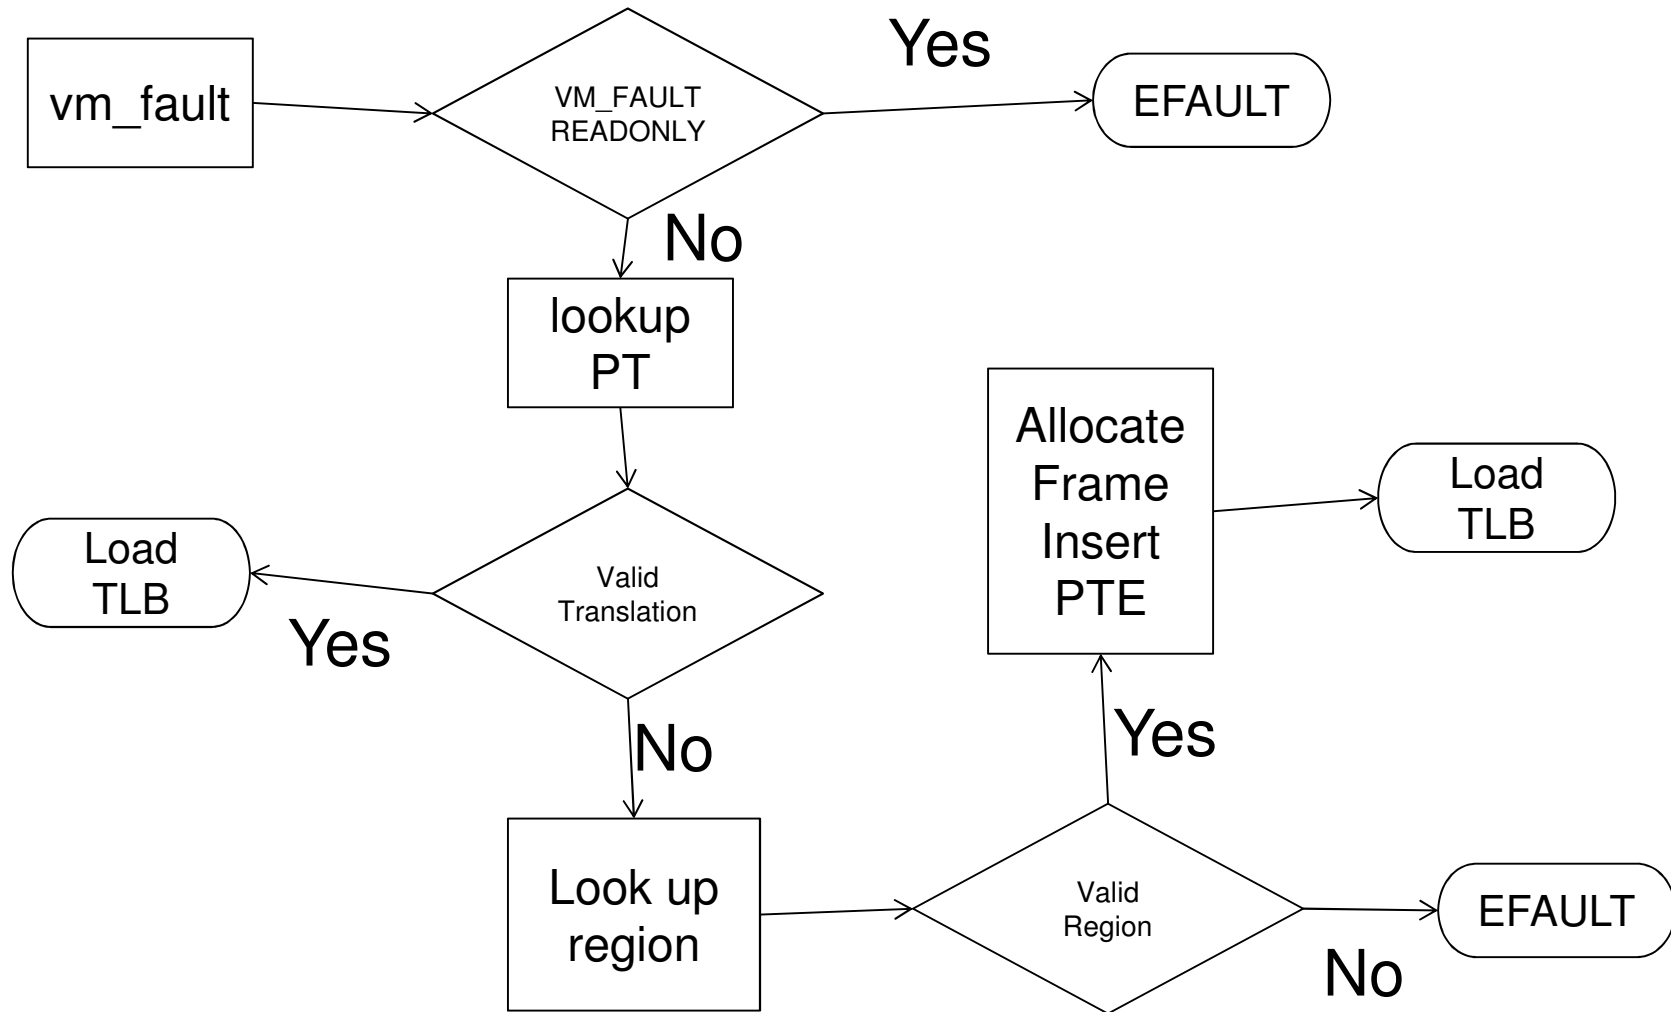 vm_fault
VM_FAULT
READONLY
Yes
EFAULT
No
lookup
PT
Valid
Translation
Yes
Load
TLB
No
Look up
region
Valid
Region
Yes
Allocate
Frame
Insert
PTE
Load
TLB
No
EFAULT